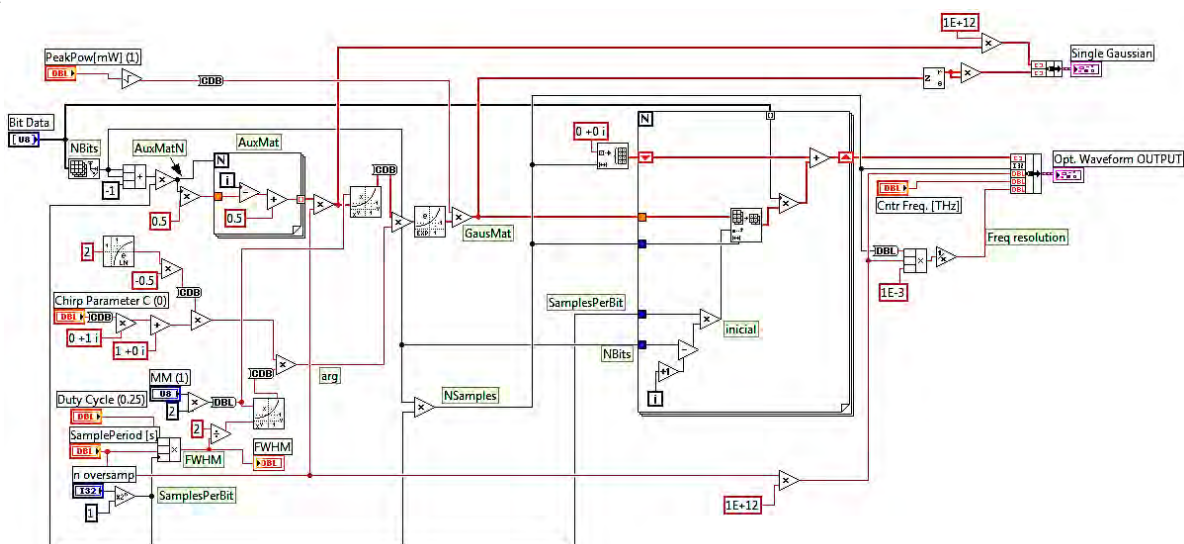 1E+12
PeakPow[mW] (1)
DBL
CDB
Single Gaussian
Z
r
θ
Bit Data
U8
NBits
AuxMatN
AuxMat
N
i
0.5
-1
0.5
CDB
e
EXP
GausMat
N
0 +0 i
Opt. Waveform OUTPUT
DBL
Cntr Freq. [THz]
Freq resolution
DBL
1E-3
2
LN
-0.5
CDB
Chirp Parameter C (0)
DBL
CDB
0 +1 i
1 +0 i
arg
SamplesPerBit
inicial
NBits
+1
i
MM (1)
U8
2
DBL
CDB
Duty Cycle (0.25)
DBL
2
SamplePeriod [s]
DBL
FWHM
FWHM
DBL
NSamples
n oversamp
I32
1
SamplesPerBit
1E+12